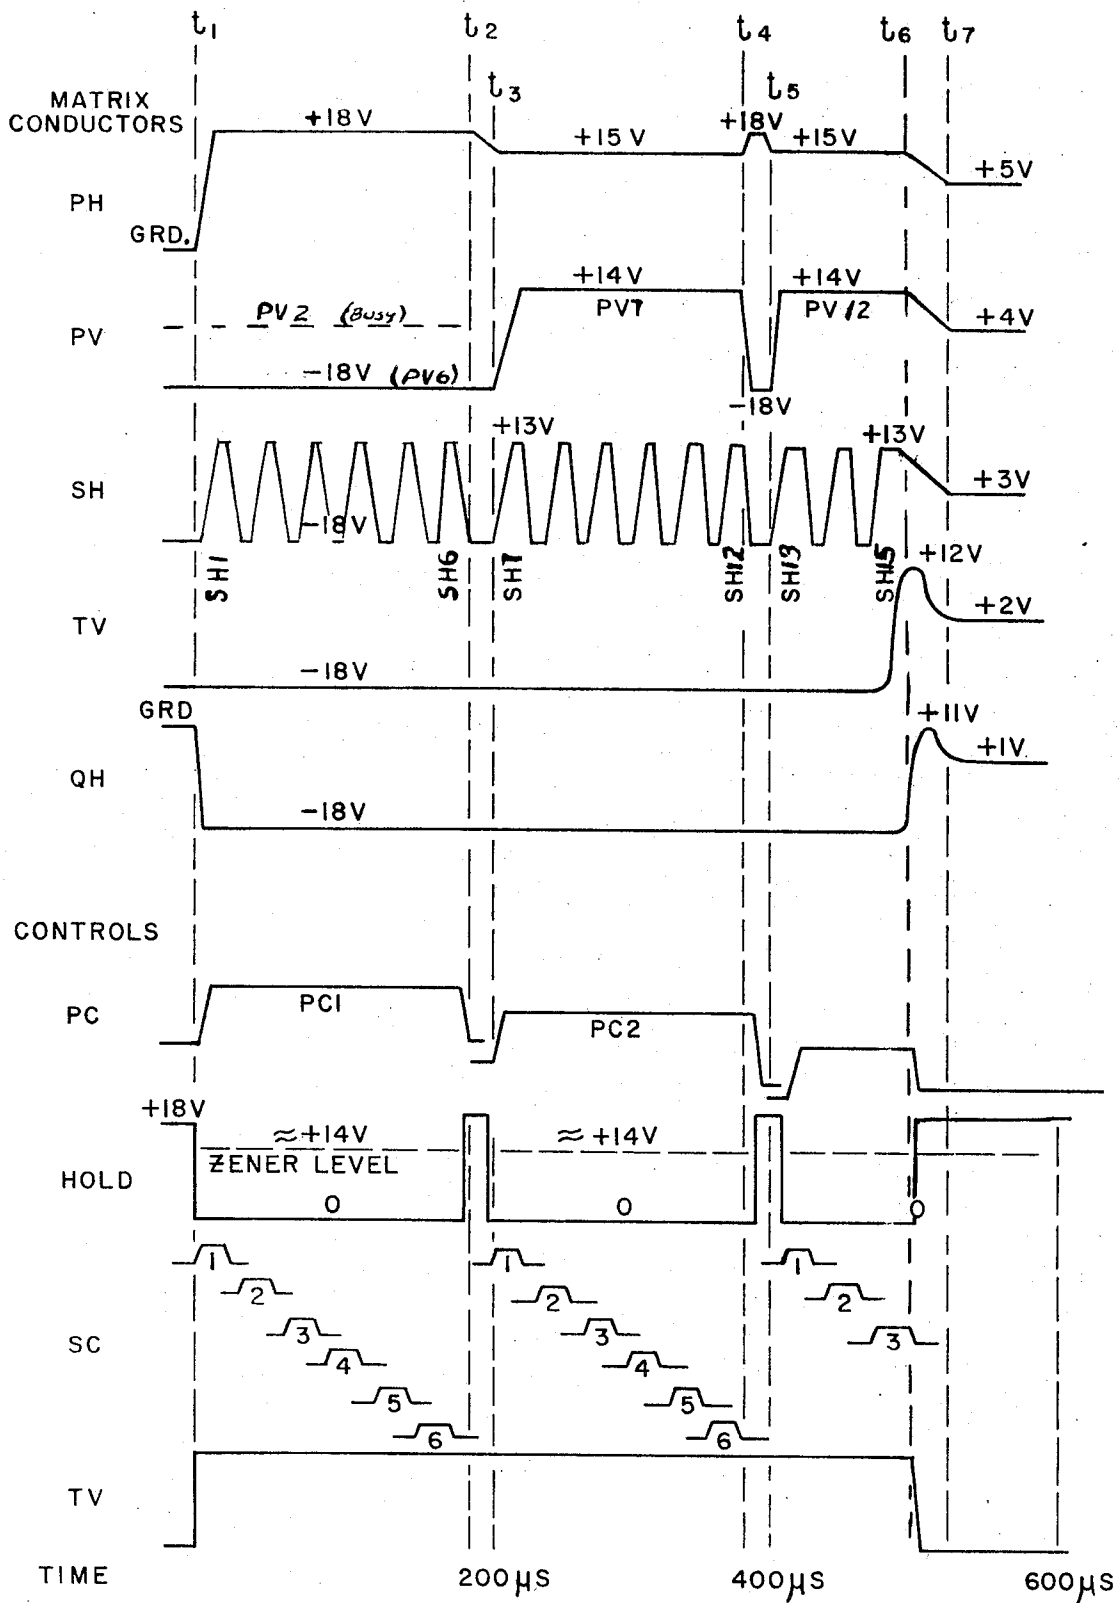 t1 t2 t3 t4 t5 t6 t7
MATRIX
CONDUCTORS
+18V +15V +18V +15V +5V
PH
GRD.
+14V +14V
PV2 (Busy) PV7 PV12 +4V
PV
-18V (PV6) -18V
+13V +13V
SH +3V
-18V
SH1 SH6 SH7 SH12 SH13 SH15
+12V
TV +2V
-18V
GRD +11V
QH +1V
-18V
CONTROLS
PC PC1 PC2
+18V
≈+14V ≈+14V
ZENER LEVEL
HOLD
0 0 0
1 1 1
2 2 2
3 3 3
SC
4 4
5 5
6 6
TV
TIME 200μS 400μS 600μS